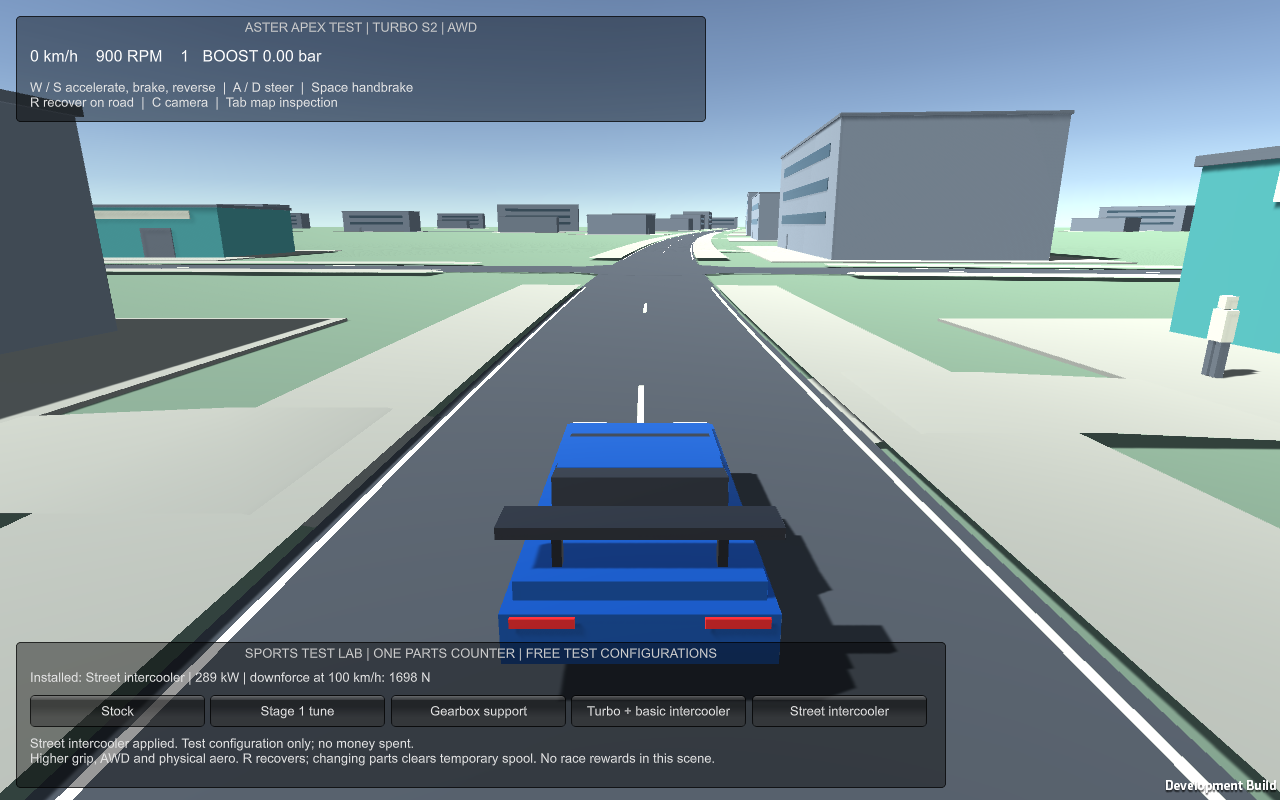 ASTER APEX TEST | TURBO S2 | AWD
0 km/h 900 RPM 1 BOOST 0.00 bar
W / S accelerate, brake, reverse | A / D steer | Space handbrake
R recover on road | C camera | Tab map inspection
SPORTS TEST LAB | ONE PARTS COUNTER | FREE TEST CONFIGURATIONS
Installed: Street intercooler | 289 kW | downforce at 100 km/h: 1698 N
Stock Stage 1 tune Gearbox support Turbo + basic intercooler Street intercooler
Street intercooler applied. Test configuration only; no money spent.
Higher grip, AWD and physical aero. R recovers; changing parts clears temporary spool. No race rewards in this scene.
Development Build